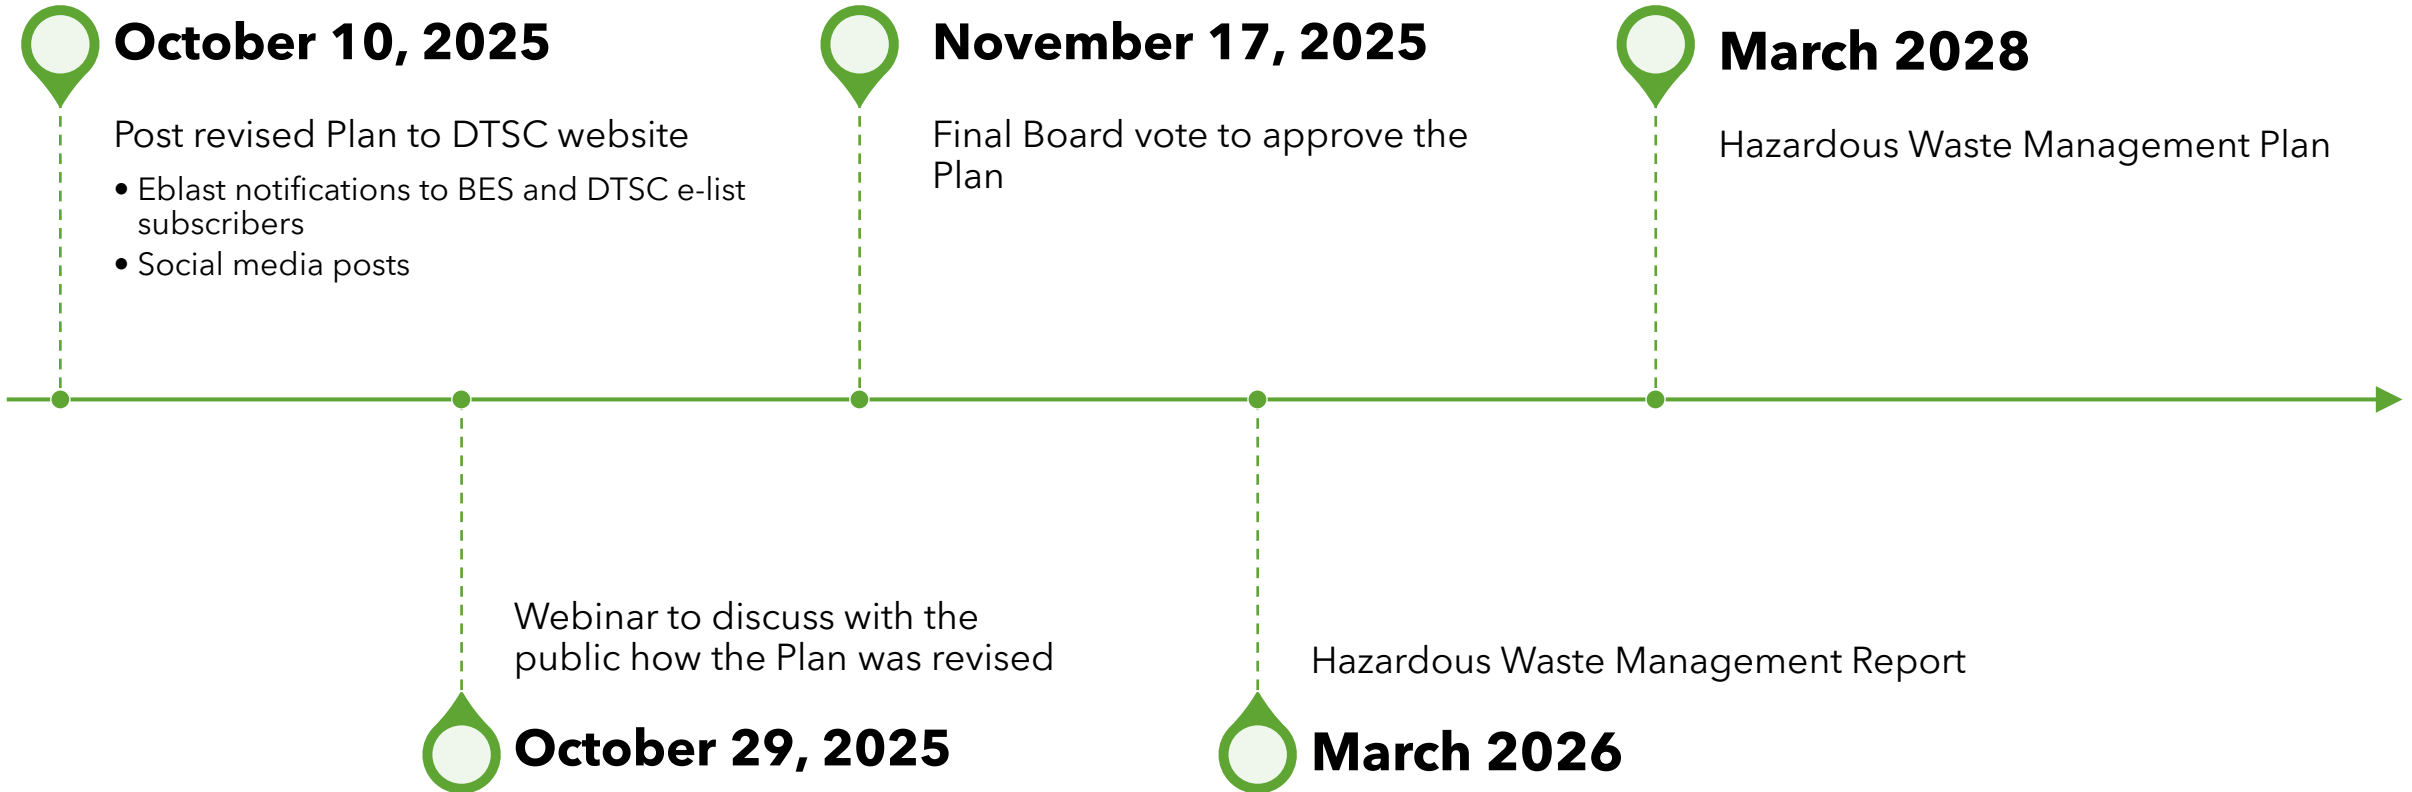 October 10, 2025
Post revised Plan to DTSC website
• Eblast notifications to BES and DTSC e-list
subscribers
• Social media posts
Webinar to discuss with the
public how the Plan was revised
October 29, 2025
November 17, 2025
Final Board vote to approve the
Plan
Hazardous Waste Management Report
March 2026
March 2028
Hazardous Waste Management Plan